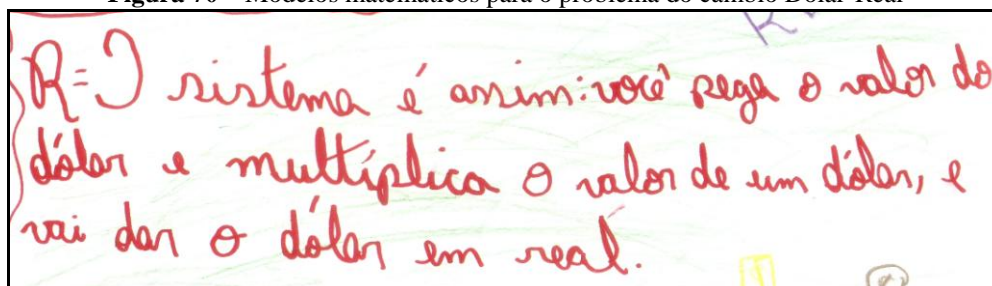 Figura 70 – Modelos matemáticos para o problema do câmbio Dólar-Real
R= O sistema é assim: você pega o valor do
dólar e multíplica o valor de um dólar, e
vai dar o dólar em real.